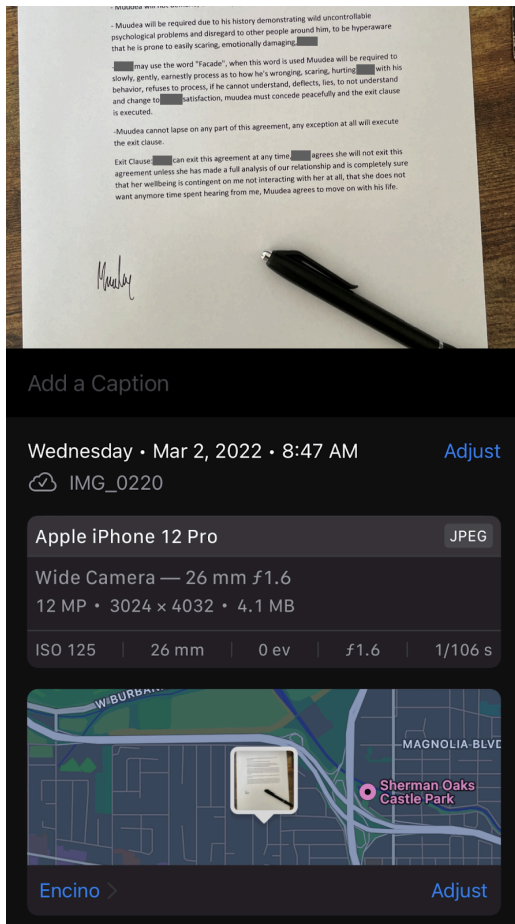 - Muudea will not be
- Muudea will be required due to his history demonstrating wild uncontrollable
psychological problems and disregard to other people around him, to be hyperaware
that he is prone to easily scaring, emotionally damaging,
- may use the word "Facade", when this word is used Muudea will be required to
slowly, gently, earnestly process as to how he's wronging, scaring, hurting with his
behavior, refuses to process, if he cannot understand, deflects, lies, to not understand
and change to satisfaction, muudea must concede peacefully and the exit clause
is executed.
-Muudea cannot lapse on any part of this agreement, any exception at all will execute
the exit clause.
Exit Clause: can exit this agreement at any time, agrees she will not exit this
agreement unless she has made a full analysis of our relationship and is completely sure
that her wellbeing is contingent on me not interacting with her at all, that she does not
want anymore time spent hearing from me, Muudea agrees to move on with his life.
Add a Caption
Wednesday • Mar 2, 2022 • 8:47 AM
Adjust
IMG_0220
Apple iPhone 12 Pro
JPEG
Wide Camera — 26 mm ƒ1.6
12 MP • 3024 × 4032 • 4.1 MB
ISO 125
26 mm
0 ev
ƒ1.6
1/106 s
W BURBAN
MAGNOLIA BLVD
Sherman Oaks
Castle Park
Encino
Adjust